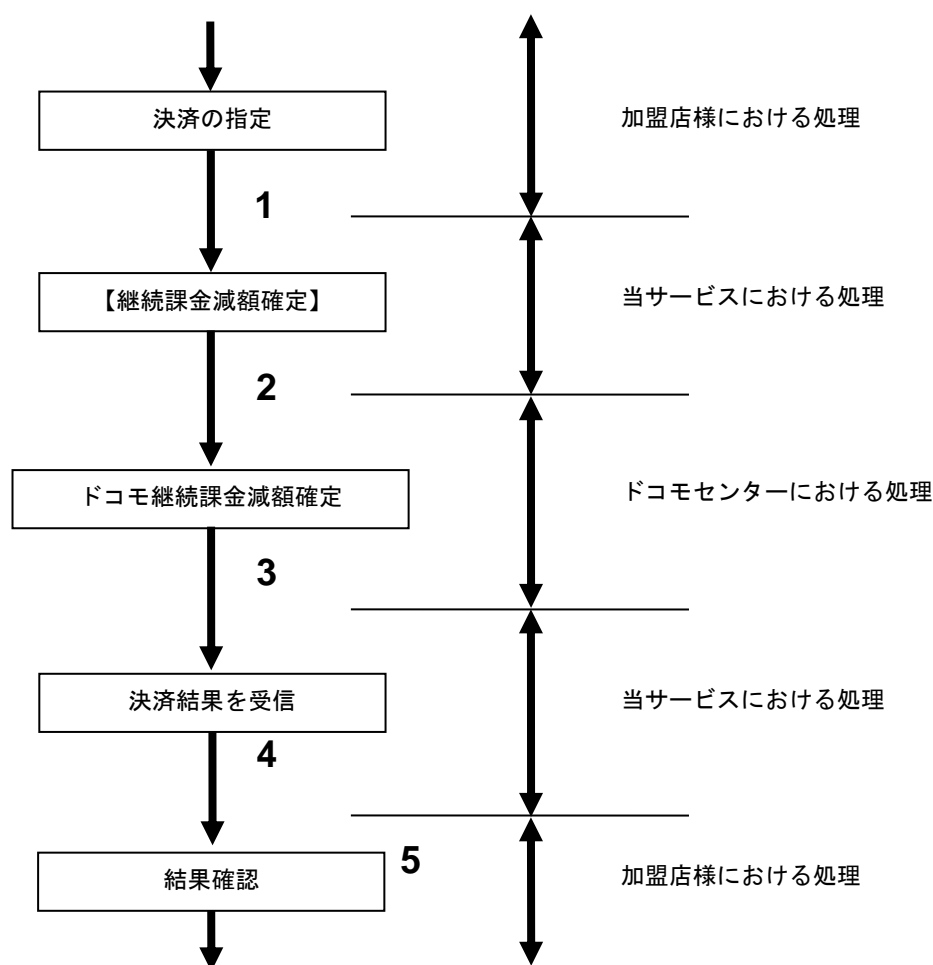 決済の指定
加盟店様における処理
1
【継続課金減額確定】
当サービスにおける処理
2
ドコモ継続課金減額確定
ドコモセンターにおける処理
3
決済結果を受信
当サービスにおける処理
4
結果確認
5
加盟店様における処理